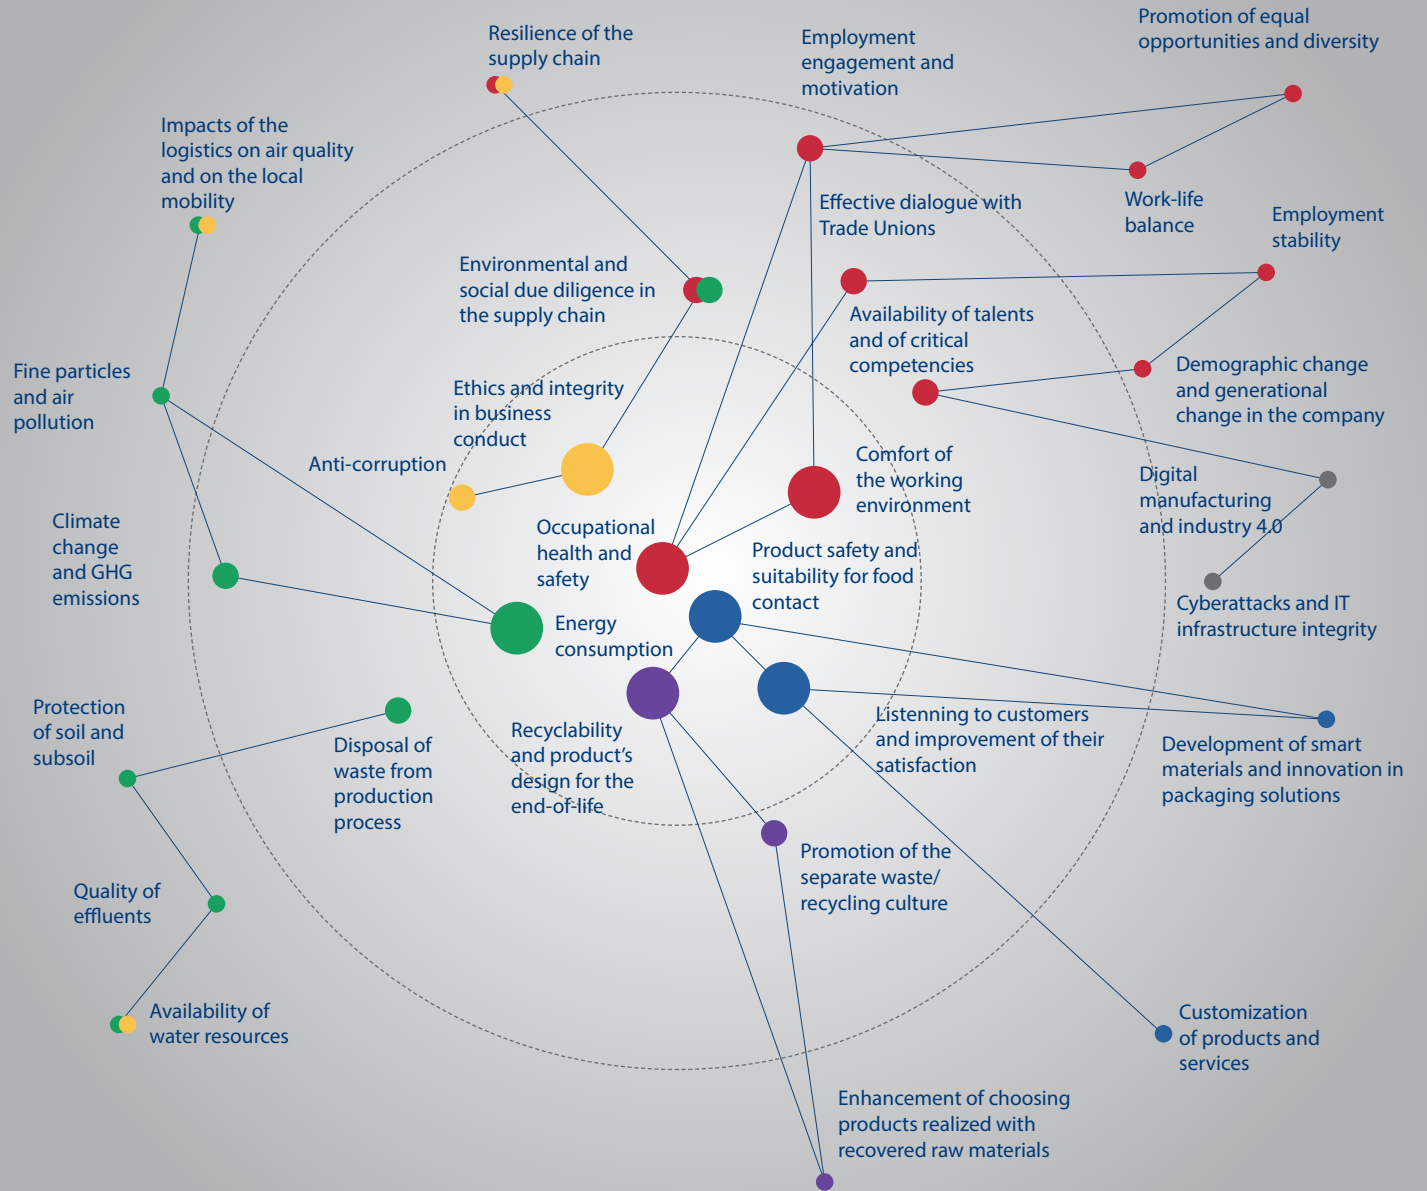 Promotion of equal
opportunities and diversity
Resilience of the
supply chain
Employment
engagement and
motivation
Impacts of the
logistics on air quality
and on the local
mobility
Effective dialogue with
Trade Unions
Work-life
balance
Employment
stability
Environmental and
social due diligence in
the supply chain
Availability of talents
and of critical
competencies
Demographic change
and generational
change in the company
Fine particles
and air
pollution
Ethics and integrity
in business
conduct
Anti-corruption
Comfort of
the working
environment
Digital
manufacturing
and industry 4.0
Climate
change
and GHG
emissions
Occupational
health and
safety
Product safety and
suitability for food
contact
Cyberattacks and IT
infrastructure integrity
Energy
consumption
Protection
of soil and
subsoil
Disposal of
waste from
production
process
Recyclability
and product's
design for the
end-of-life
Listenning to customers
and improvement of their
satisfaction
Development of smart
materials and innovation in
packaging solutions
Promotion of the
separate waste/
recycling culture
Quality of
effluents
Availability of
water resources
Customization
of products and
services
Enhancement of choosing
products realized with
recovered raw materials